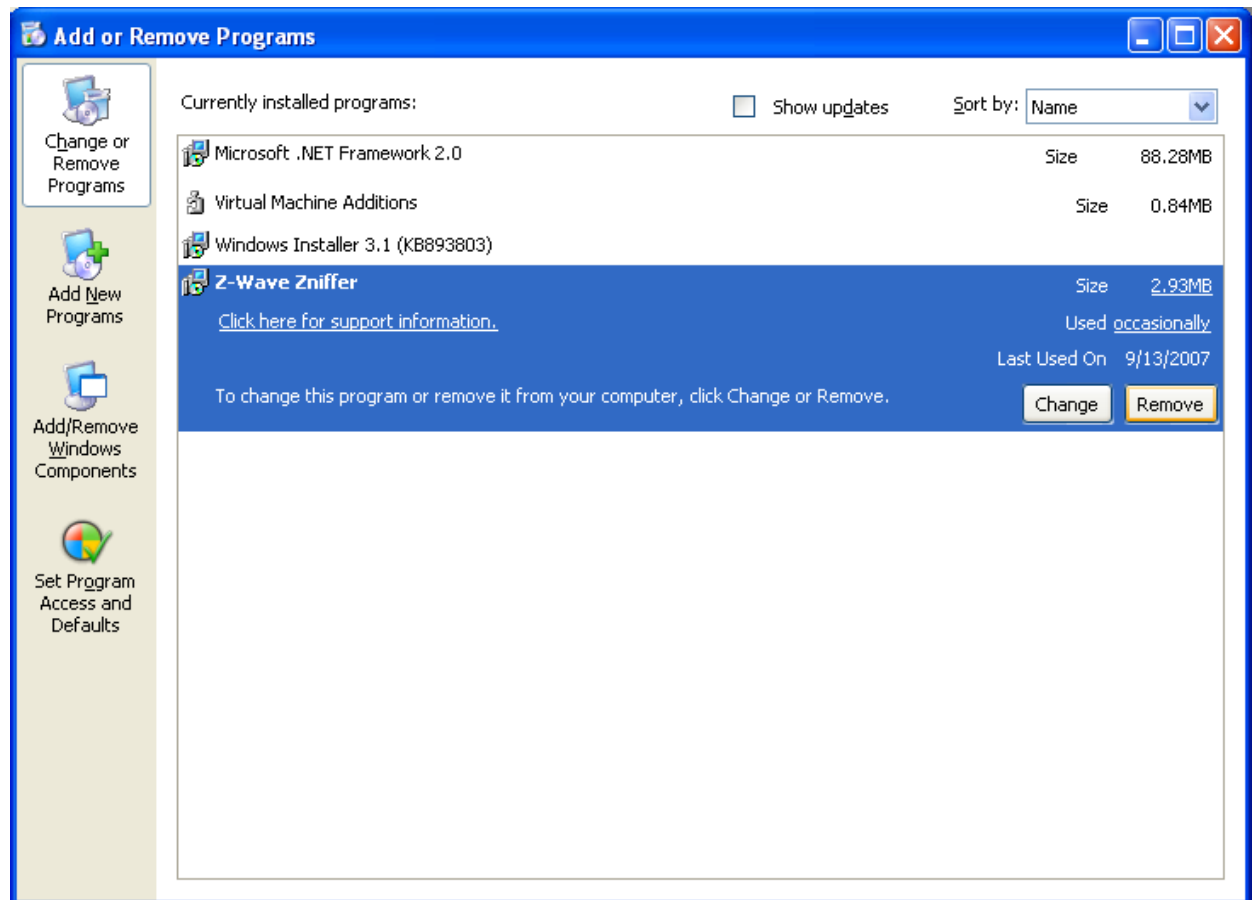 Add or Remove Programs
Change or
Remove
Programs
Add New
Programs
Add/Remove
Windows
Components
Set Program
Access and
Defaults
Currently installed programs:
Show updates
Sort by: Name
Microsoft .NET Framework 2.0 Size 88.28MB
Virtual Machine Additions Size 0.84MB
Windows Installer 3.1 (KB893803)
Z-Wave Zniffer Size 2.93MB
Click here for support information. Used occasionally
Last Used On 9/13/2007
To change this program or remove it from your computer, click Change or Remove. Change Remove